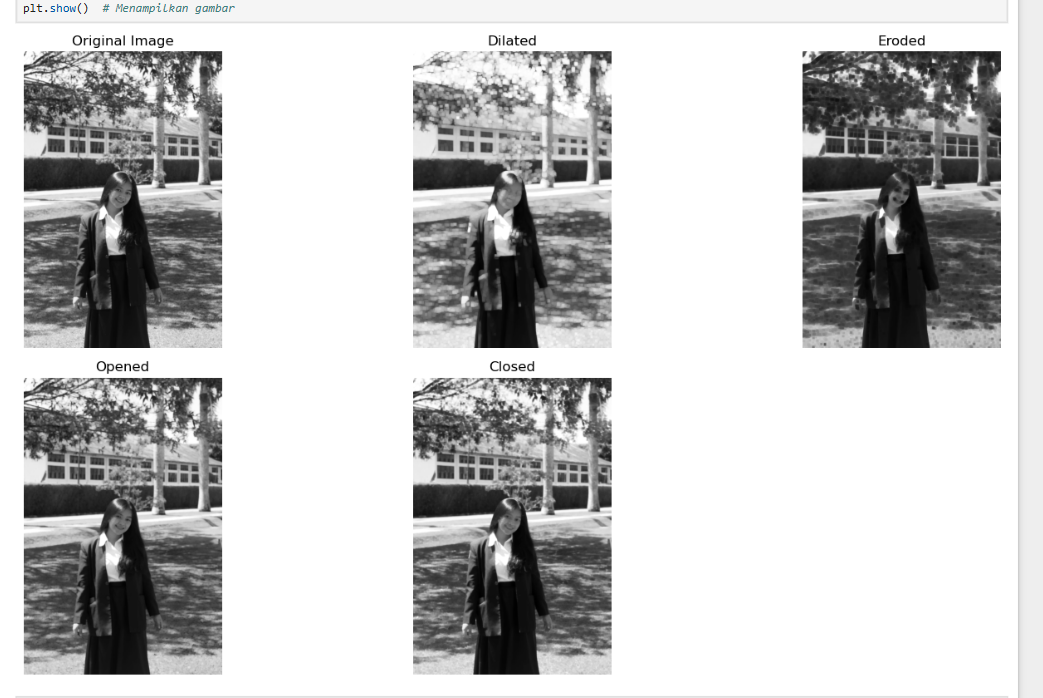 plt.show()  # Menampilkan gambar
Original Image
Dilated
Eroded
Opened
Closed